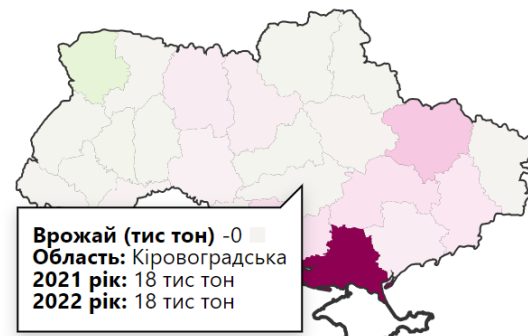 Врожай (тис тон) -0
Область: Кіровоградська
2021 рік: 18 тис тон
2022 рік: 18 тис тон